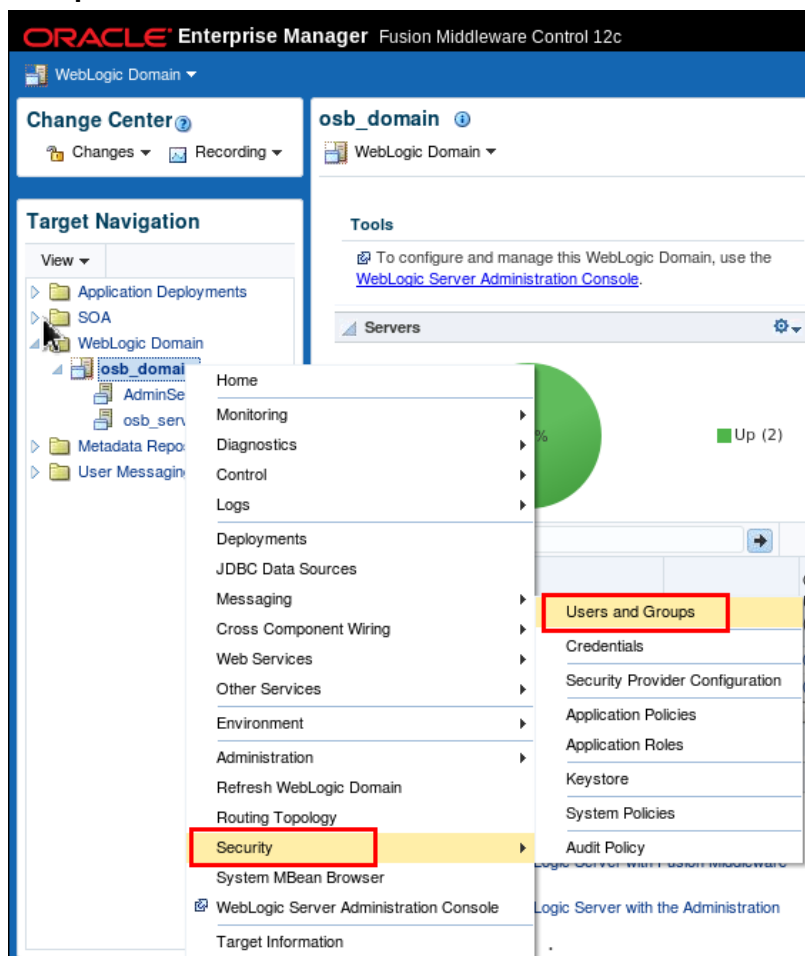 ORACLE Enterprise Manager Fusion Middleware Control 12c
WebLogic Domain
Change Center
Changes Recording
osb_domain
WebLogic Domain
Target Navigation
View
Application Deployments
SOA
WebLogic Domain
osb_domai
AdminSe
osb_serv
Metadata Repo
User Messagin
Tools
To configure and manage this WebLogic Domain, use the
WebLogic Server Administration Console.
Servers
%
Up (2)
Home
Monitoring
Diagnostics
Control
Logs
Deployments
JDBC Data Sources
Messaging
Cross Component Wiring
Web Services
Other Services
Environment
Administration
Refresh WebLogic Domain
Routing Topology
Security
System MBean Browser
WebLogic Server Administration Console
Target Information
Users and Groups
Credentials
Security Provider Configuration
Application Policies
Application Roles
Keystore
System Policies
Audit Policy
Logic Server with the Administration